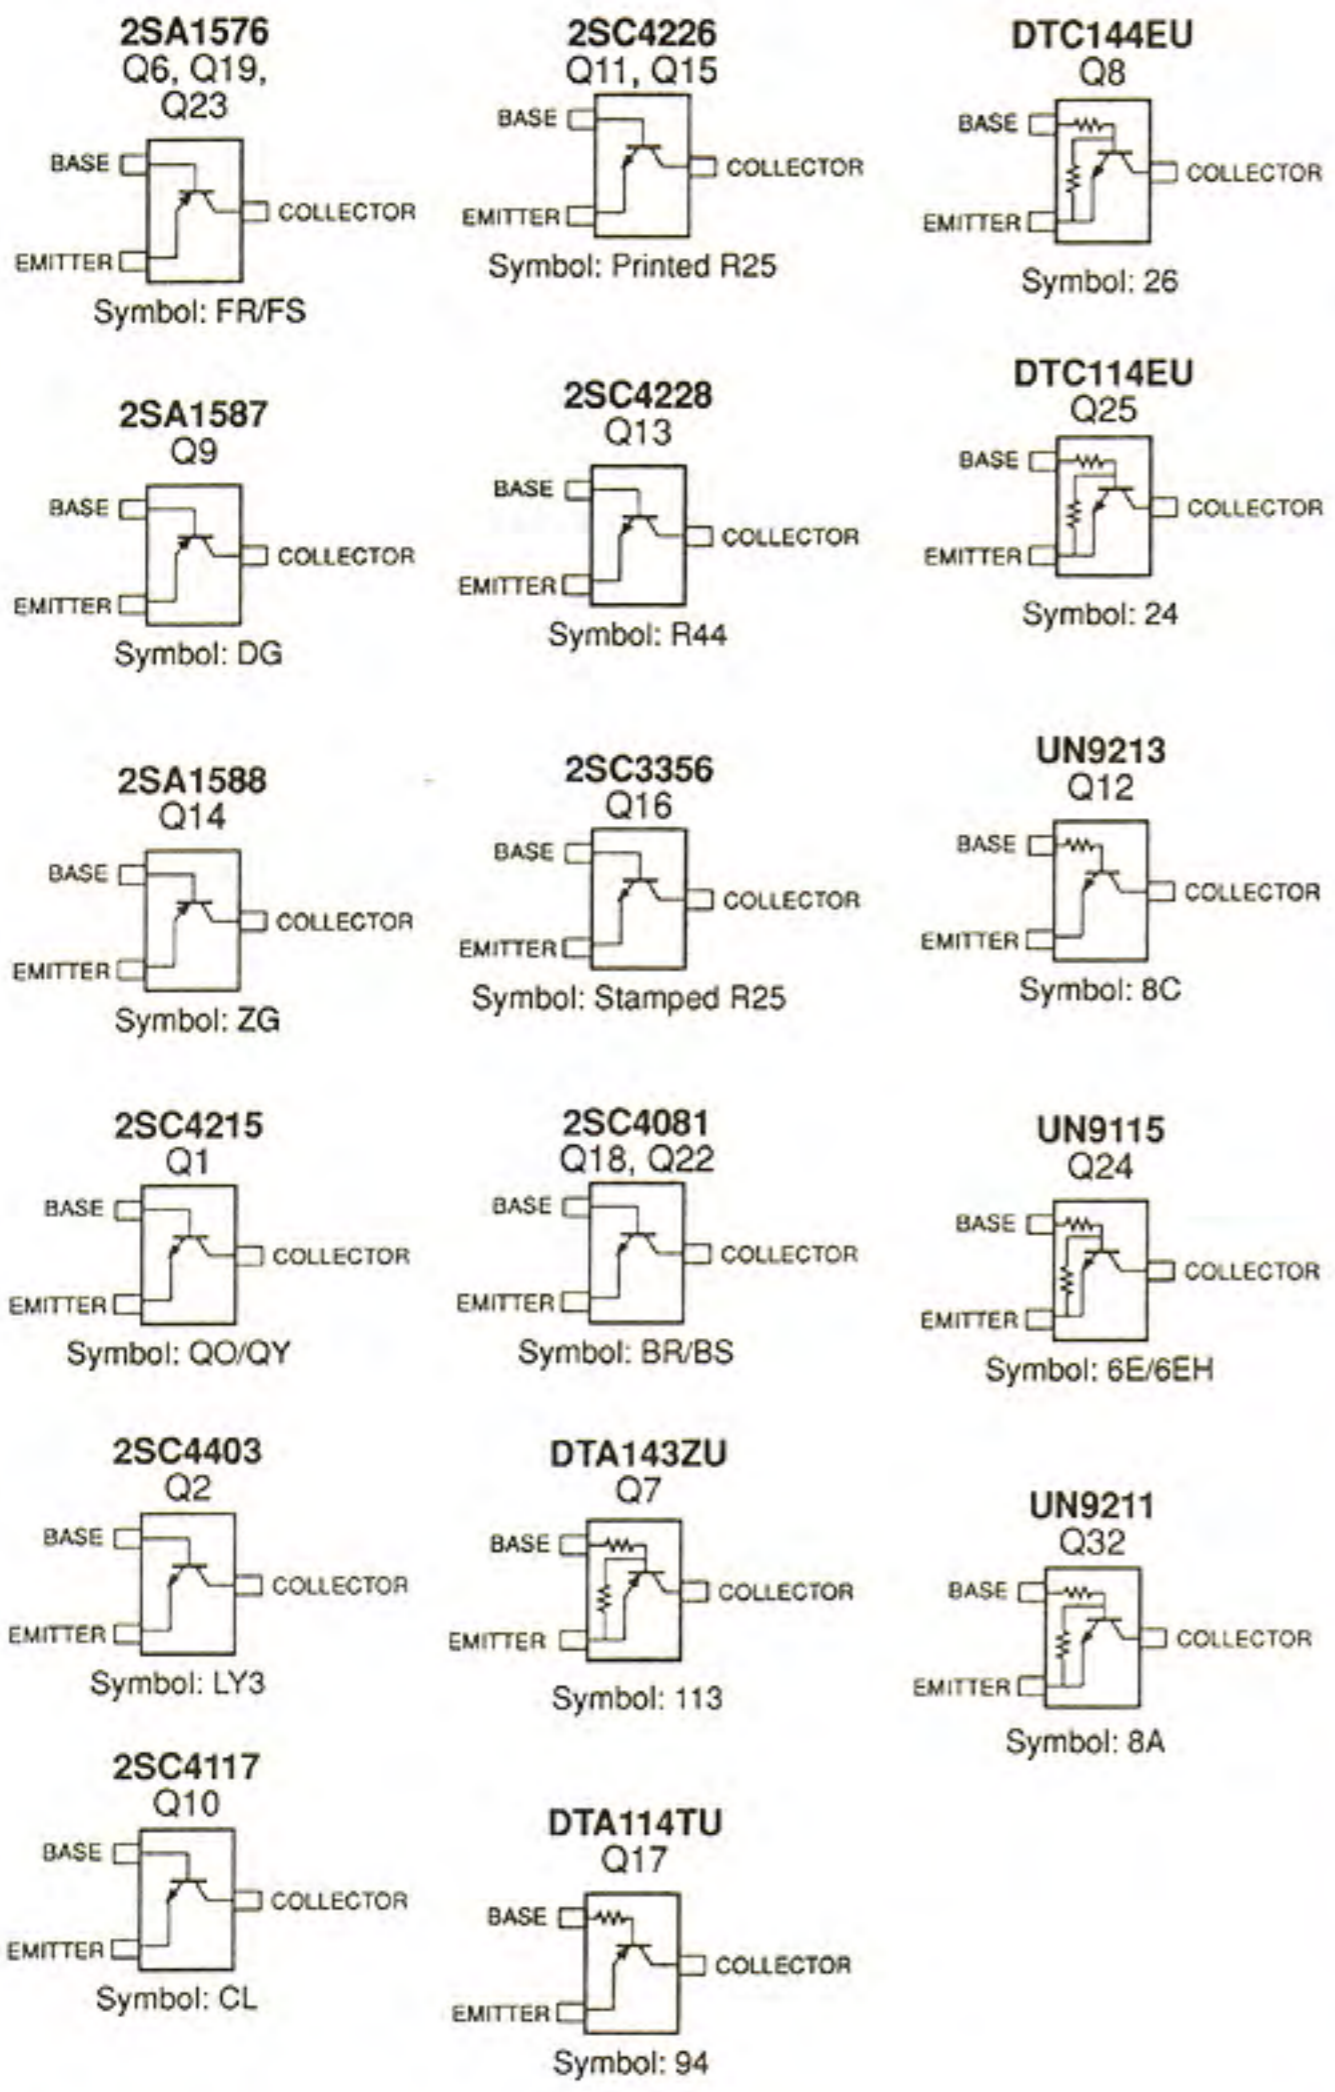 2SA1576
Q6, Q19,
Q23
BASE
COLLECTOR
EMITTER
Symbol: FR/FS
2SA1587
Q9
BASE
COLLECTOR
EMITTER
Symbol: DG
2SA1588
Q14
BASE
COLLECTOR
EMITTER
Symbol: ZG
2SC4215
Q1
BASE
COLLECTOR
EMITTER
Symbol: QO/QY
2SC4403
Q2
BASE
COLLECTOR
EMITTER
Symbol: LY3
2SC4117
Q10
BASE
COLLECTOR
EMITTER
Symbol: CL
2SC4226
Q11, Q15
BASE
COLLECTOR
EMITTER
Symbol: Printed R25
2SC4228
Q13
BASE
COLLECTOR
EMITTER
Symbol: R44
2SC3356
Q16
BASE
COLLECTOR
EMITTER
Symbol: Stamped R25
2SC4081
Q18, Q22
BASE
COLLECTOR
EMITTER
Symbol: BR/BS
DTA143ZU
Q7
BASE
COLLECTOR
EMITTER
Symbol: 113
DTA114TU
Q17
BASE
COLLECTOR
EMITTER
Symbol: 94
DTC144EU
Q8
BASE
COLLECTOR
EMITTER
Symbol: 26
DTC114EU
Q25
BASE
COLLECTOR
EMITTER
Symbol: 24
UN9213
Q12
BASE
COLLECTOR
EMITTER
Symbol: 8C
UN9115
Q24
BASE
COLLECTOR
EMITTER
Symbol: 6E/6EH
UN9211
Q32
BASE
COLLECTOR
EMITTER
Symbol: 8A